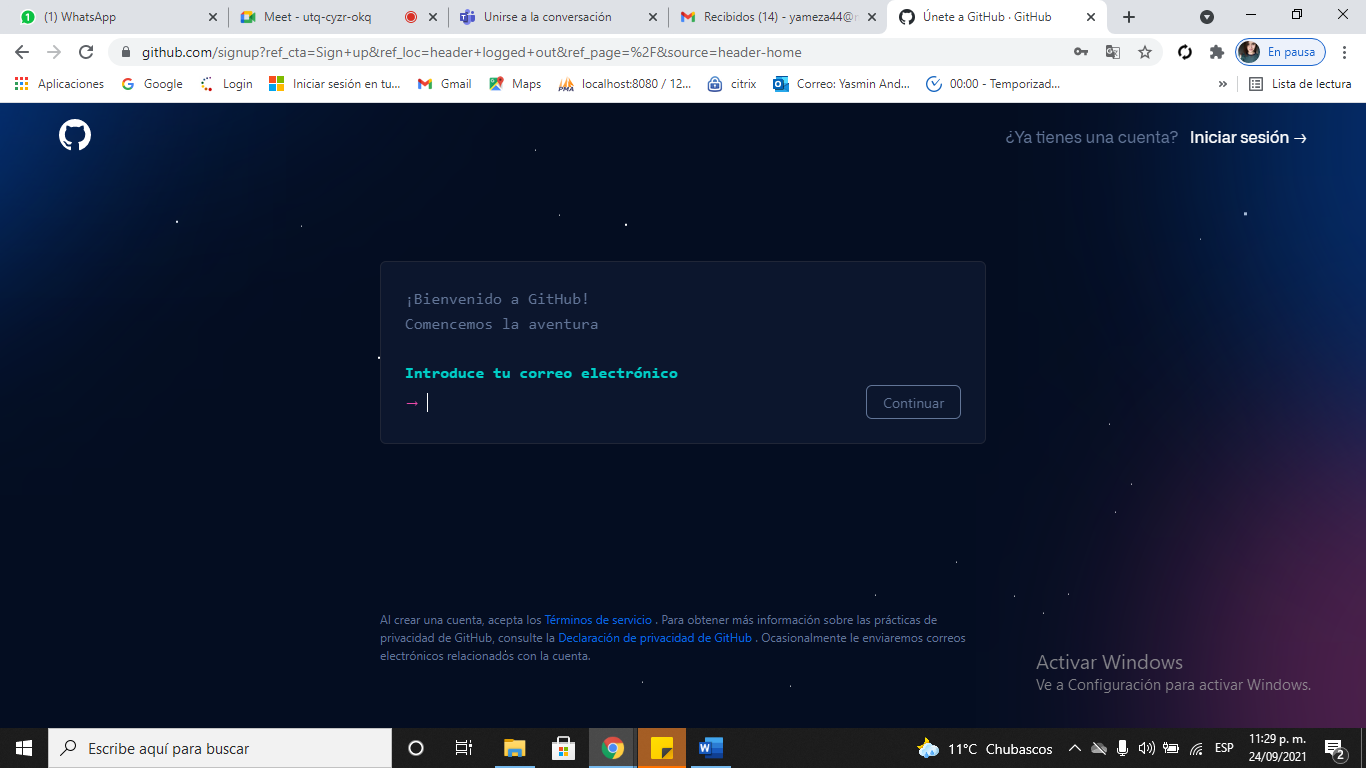 (1) WhatsApp
Meet - utq-cyzr-okq
Unirse a la conversación
Recibidos (14) - yameza44@
Únete a GitHub · GitHub
github.com/signup?ref_cta=Sign+up&ref_loc=header+logged+out&ref_page=%2F&source=header-home
En pausa
Aplicaciones
Google
Login
Iniciar sesión en tu...
Gmail
Maps
localhost:8080 / 12...
citrix
Correo: Yasmin And...
00:00 - Temporizad...
»
Lista de lectura
¿Ya tienes una cuenta? Iniciar sesión →
¡Bienvenido a GitHub!
Comencemos la aventura
Introduce tu correo electrónico
→
Continuar
Al crear una cuenta, acepta los Términos de servicio . Para obtener más información sobre las prácticas de
privacidad de GitHub, consulte la Declaración de privacidad de GitHub . Ocasionalmente le enviaremos correos
electrónicos relacionados con la cuenta.
Activar Windows
Ve a Configuración para activar Windows.
Escribe aquí para buscar
11°C Chubascos
ESP
11:29 p. m.
24/09/2021
2